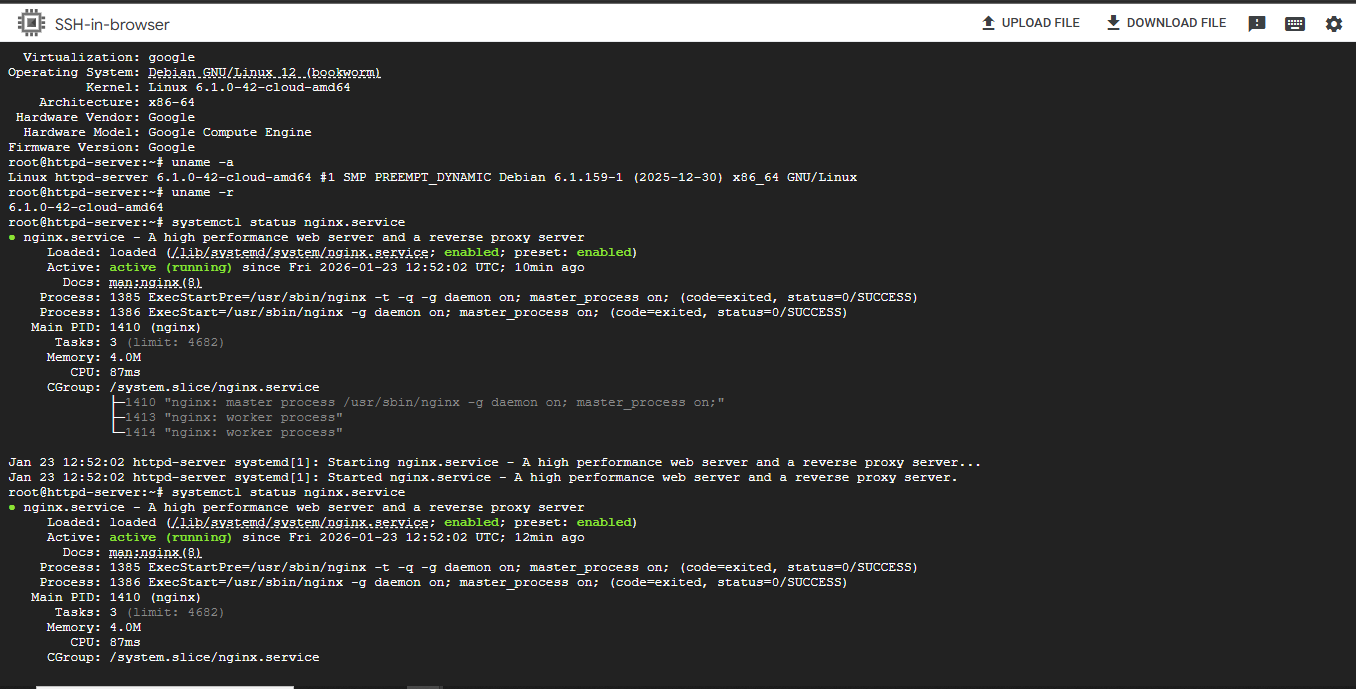 SSH-in-browser
UPLOAD FILE
DOWNLOAD FILE
Virtualization: google
Operating System: Debian GNU/Linux 12 (bookworm)
Kernel: Linux 6.1.0-42-cloud-amd64
Architecture: x86-64
Hardware Vendor: Google
Hardware Model: Google Compute Engine
Firmware Version: Google
root@httpd-server:~# uname -a
Linux httpd-server 6.1.0-42-cloud-amd64 #1 SMP PREEMPT_DYNAMIC Debian 6.1.159-1 (2025-12-30) x86_64 GNU/Linux
root@httpd-server:~# uname -r
6.1.0-42-cloud-amd64
root@httpd-server:~# systemctl status nginx.service
● nginx.service - A high performance web server and a reverse proxy server
Loaded: loaded (/lib/systemd/system/nginx.service; enabled; preset: enabled)
Active: active (running) since Fri 2026-01-23 12:52:02 UTC; 10min ago
Docs: man:nginx(8)
Process: 1385 ExecStartPre=/usr/sbin/nginx -t -q -g daemon on; master_process on; (code=exited, status=0/SUCCESS)
Process: 1386 ExecStart=/usr/sbin/nginx -g daemon on; master_process on; (code=exited, status=0/SUCCESS)
Main PID: 1410 (nginx)
Tasks: 3 (limit: 4682)
Memory: 4.0M
CPU: 87ms
CGroup: /system.slice/nginx.service
├─1410 "nginx: master process /usr/sbin/nginx -g daemon on; master_process on;"
├─1413 "nginx: worker process"
└─1414 "nginx: worker process"
Jan 23 12:52:02 httpd-server systemd[1]: Starting nginx.service - A high performance web server and a reverse proxy server...
Jan 23 12:52:02 httpd-server systemd[1]: Started nginx.service - A high performance web server and a reverse proxy server.
root@httpd-server:~# systemctl status nginx.service
● nginx.service - A high performance web server and a reverse proxy server
Loaded: loaded (/lib/systemd/system/nginx.service; enabled; preset: enabled)
Active: active (running) since Fri 2026-01-23 12:52:02 UTC; 12min ago
Docs: man:nginx(8)
Process: 1385 ExecStartPre=/usr/sbin/nginx -t -q -g daemon on; master_process on; (code=exited, status=0/SUCCESS)
Process: 1386 ExecStart=/usr/sbin/nginx -g daemon on; master_process on; (code=exited, status=0/SUCCESS)
Main PID: 1410 (nginx)
Tasks: 3 (limit: 4682)
Memory: 4.0M
CPU: 87ms
CGroup: /system.slice/nginx.service